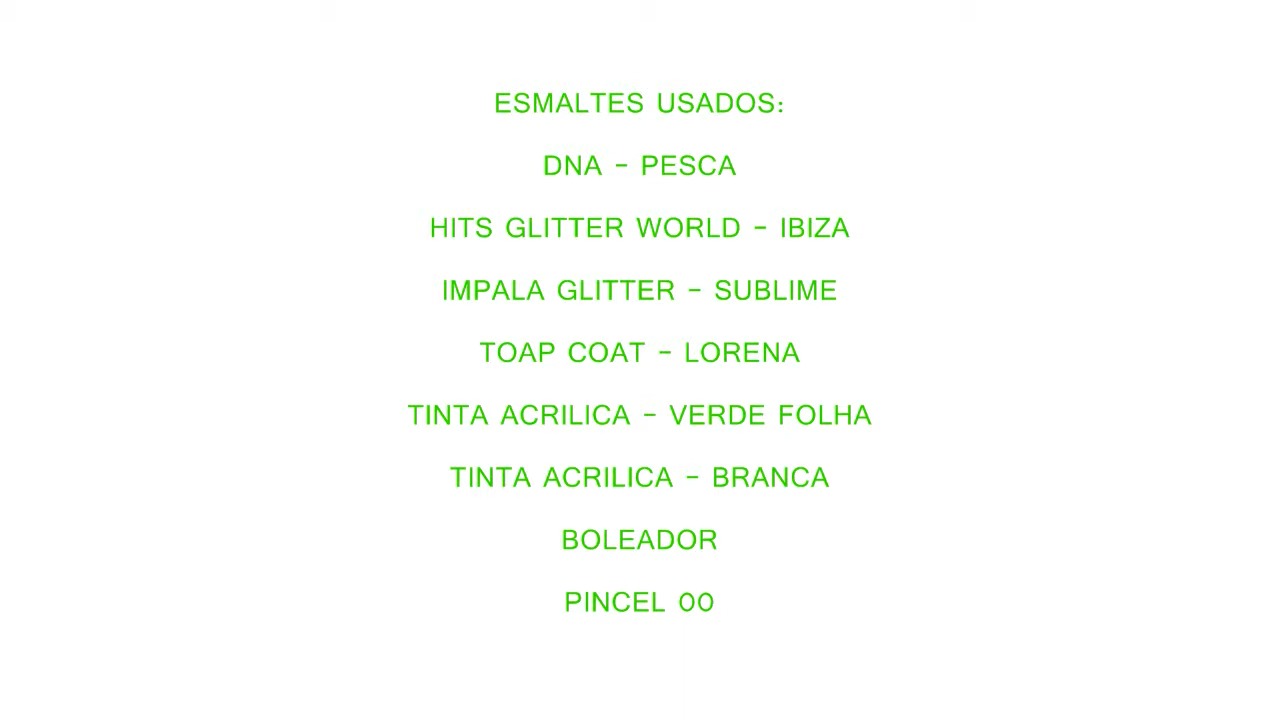 ESMALTES USADOS:
DNA - PESCA
HITS GLITTER WORLD - IBIZA
IMPALA GLITTER - SUBLIME
TOAP COAT - LORENA
TINTA ACRILICA - VERDE FOLHA
TINTA ACRILICA - BRANCA
BOLEADOR
PINCEL 00